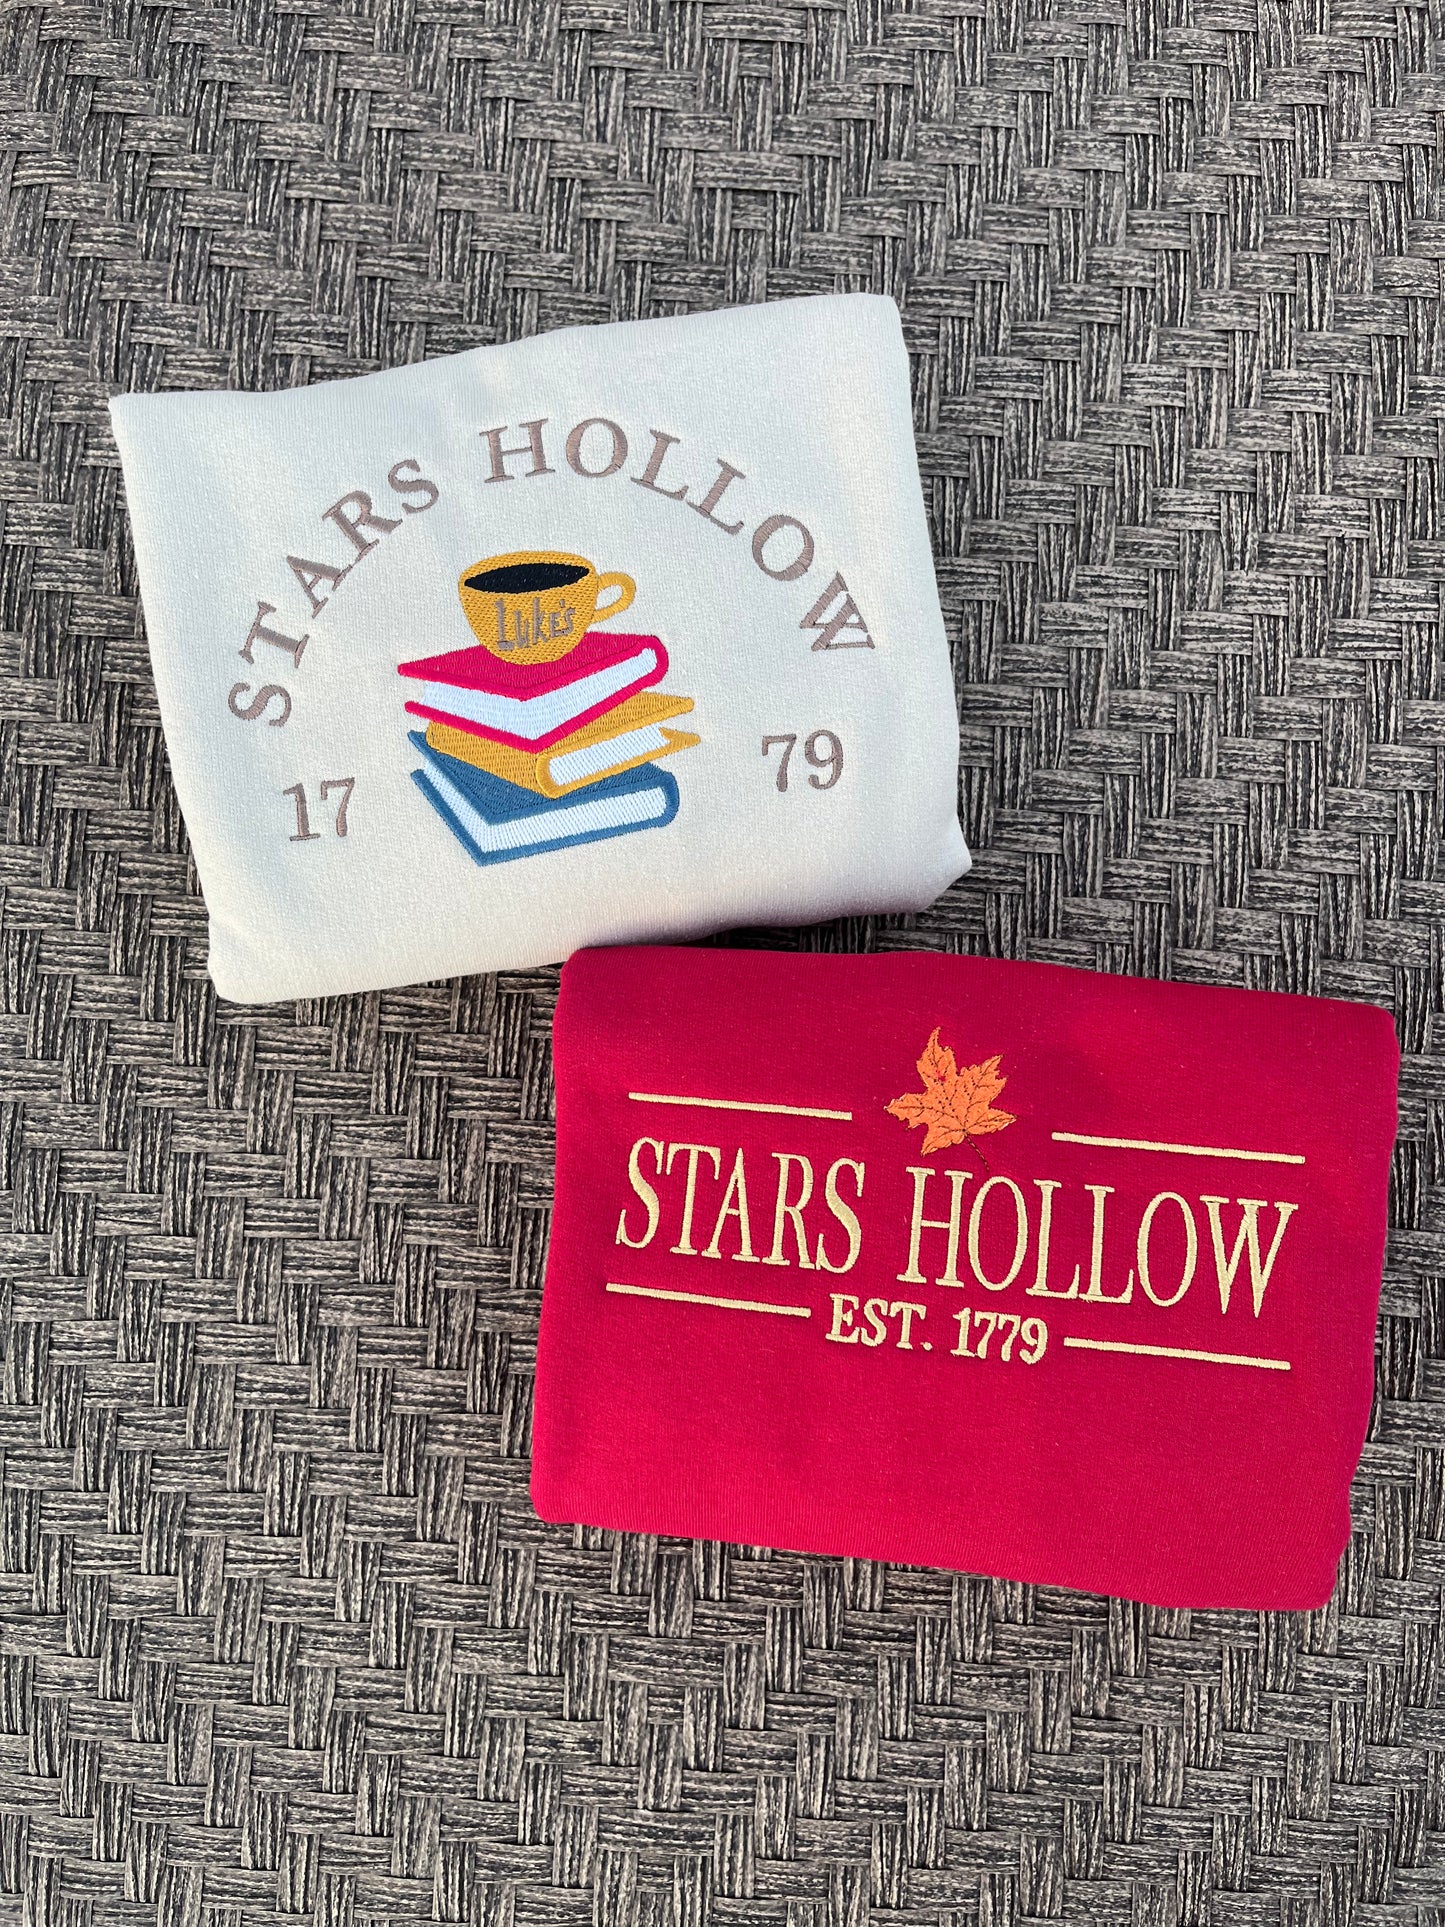 STARS HOLLOW
Luke's
17 79
STARS HOLLOW
EST. 1779